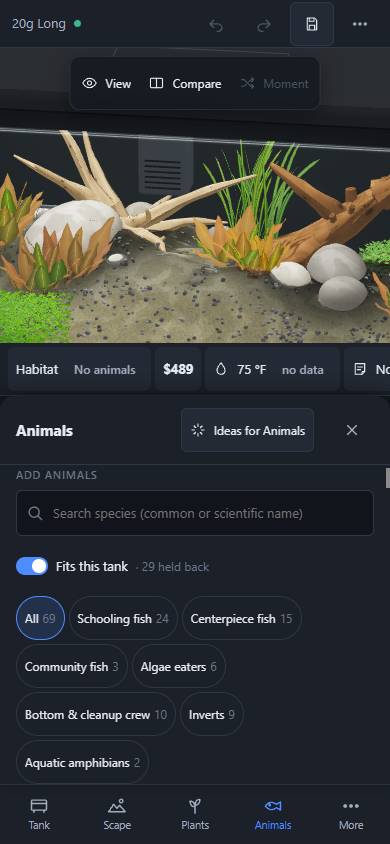 20g Long
View Compare Moment
Habitat No animals $489 75 °F no data
Animals Ideas for Animals
ADD ANIMALS
Search species (common or scientific name)
Fits this tank · 29 held back
All 69 Schooling fish 24 Centerpiece fish 15
Community fish 3 Algae eaters 6
Bottom & cleanup crew 10 Inverts 9
Aquatic amphibians 2
Tank Scape Plants Animals More